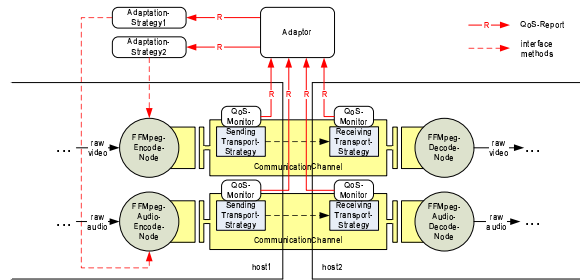 Adaptation-
Strategy1
R
Adaptor
R
QoS-Report
Adaptation-
Strategy2
R
interface
methods
R
R
R
R
QoS-
Monitor
QoS-
Monitor
...
raw
video
FFMpeg-
Encode-
Node
Sending
Transport-
Strategy
Receiving
Transport-
Strategy
CommunicationChannel
FFMpeg-
Decode-
Node
raw
video
...
QoS-
Monitor
QoS-
Monitor
...
raw
audio
FFMpeg-
Audio-
Encode-
Node
Sending
Transport-
Strategy
Receiving
Transport-
Strategy
CommunicationChannel
FFMpeg-
Audio-
Decode-
Node
raw
audio
...
host1
host2